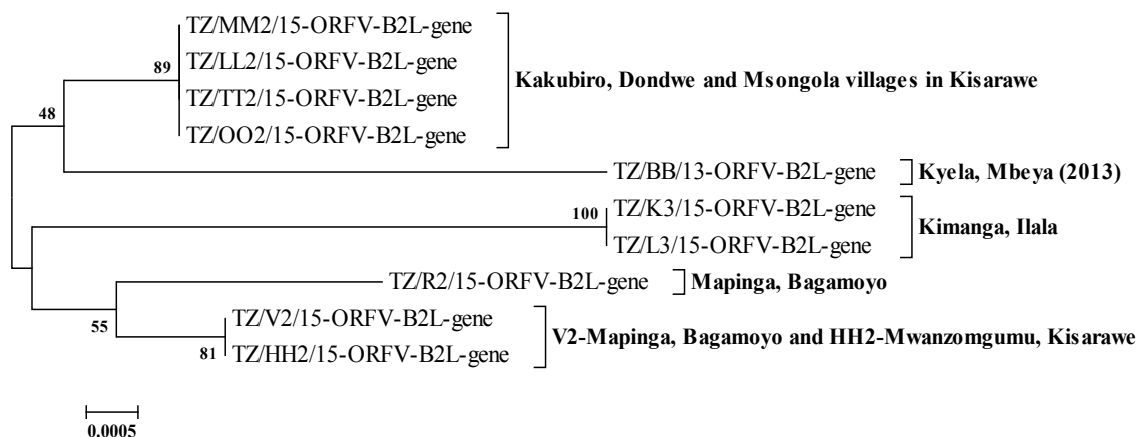 TZ/MM2/15-ORFV-B2L-gene
TZ/LL2/15-ORFV-B2L-gene
89
Kakubiro, Dondwe and Msongola villages in Kisarawe
TZ/TT2/15-ORFV-B2L-gene
48
TZ/OO2/15-ORFV-B2L-gene
TZ/BB/13-ORFV-B2L-gene
Kyela, Mbeya (2013)
100
TZ/K3/15-ORFV-B2L-gene
Kimanga, Ilala
TZ/L3/15-ORFV-B2L-gene
TZ/R2/15-ORFV-B2L-gene
Mapinga, Bagamoyo
55
TZ/V2/15-ORFV-B2L-gene
V2-Mapinga, Bagamoyo and HH2-Mwanzomgumu, Kisarawe
81
TZ/HH2/15-ORFV-B2L-gene
0.0005